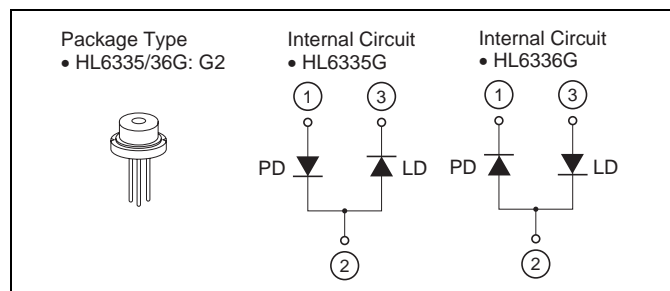 Package Type
• HL6335/36G: G2
Internal Circuit
• HL6335G
1
3
PD
LD
2
Internal Circuit
• HL6336G
1
3
PD
LD
2